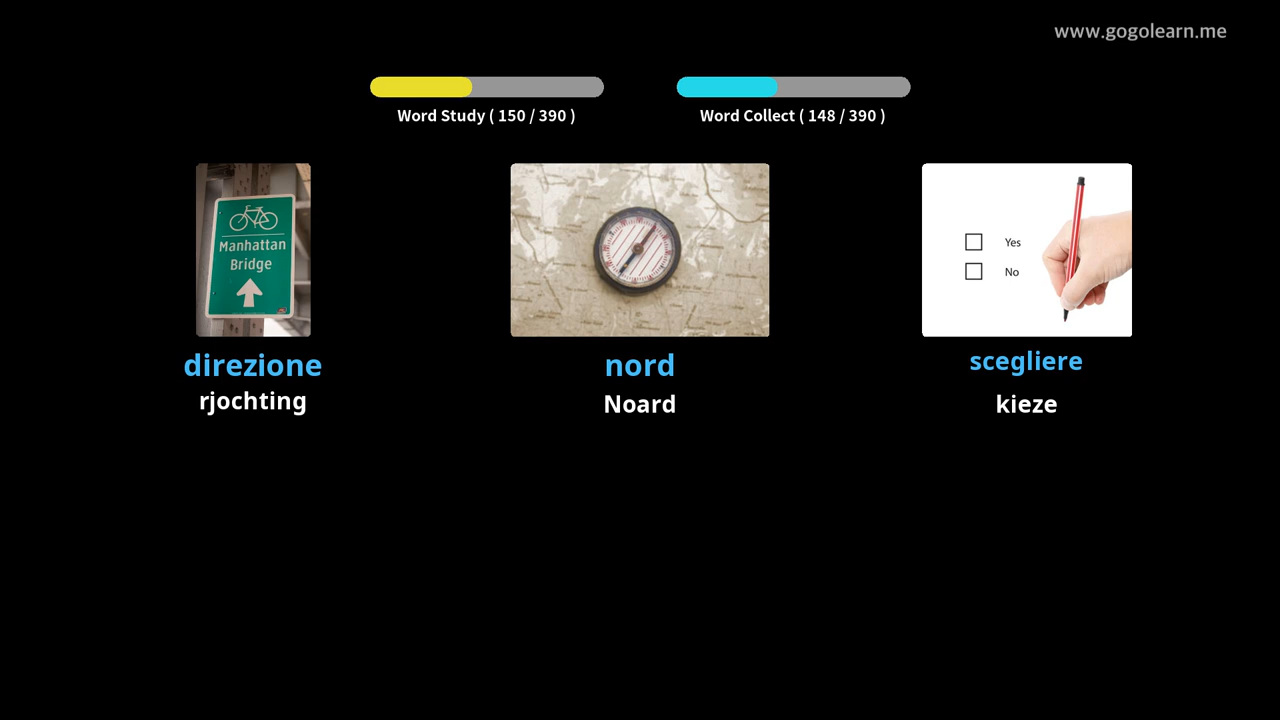 www.gogolearn.me
Word Study ( 150 / 390 )
Word Collect ( 148 / 390 )
Manhattan
Bridge
Yes
No
direzione
nord
scegliere
rjochting
Noard
kieze